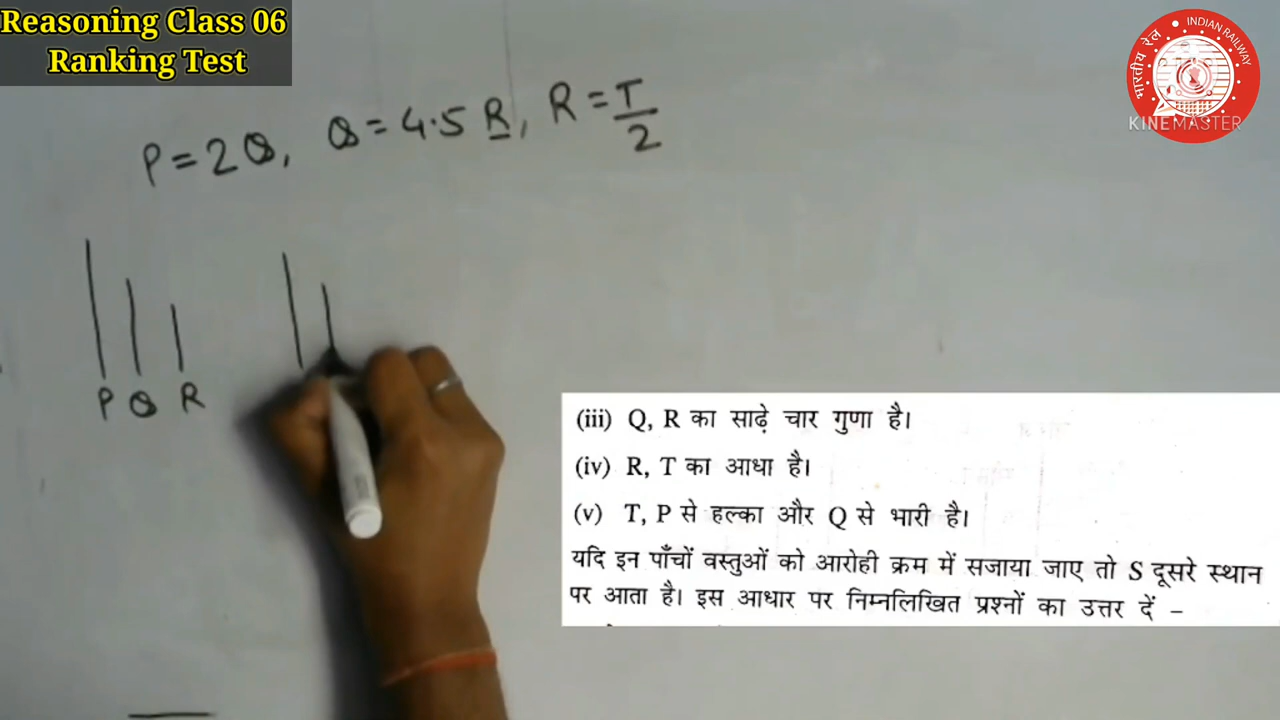 Reasoning Class 06
Ranking Test
भारतीय रेल INDIAN RAILWAY
KINEMASTER
P = 2Q, Q = 4.5 R, R = T/2
P Q R
(iii) Q, R का साढ़े चार गुणा है।
(iv) R, T का आधा है।
(v) T, P से हल्का और Q से भारी है।
यदि इन पाँचों वस्तुओं को आरोही क्रम में सजाया जाए तो S दूसरे स्थान
पर आता है। इस आधार पर निम्नलिखित प्रश्नों का उत्तर दें –